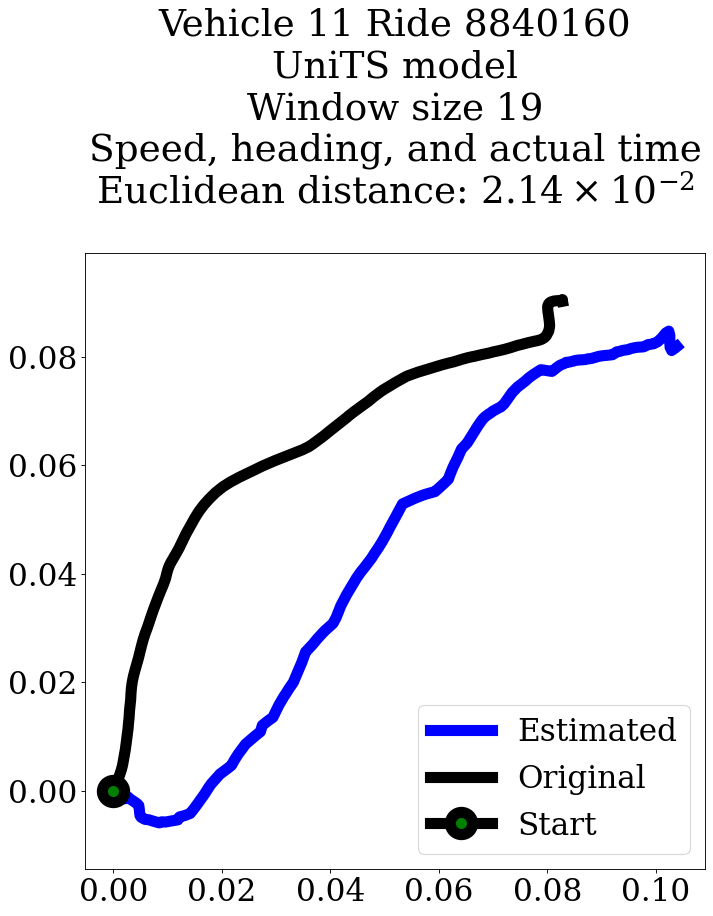 Vehicle 11 Ride 8840160
UniTS model
Window size 19
Speed, heading, and actual time
Euclidean distance: 2.14 × 10⁻²
0.08
0.06
0.04
0.02
0.00
Estimated
Original
Start
0.00 0.02 0.04 0.06 0.08 0.10